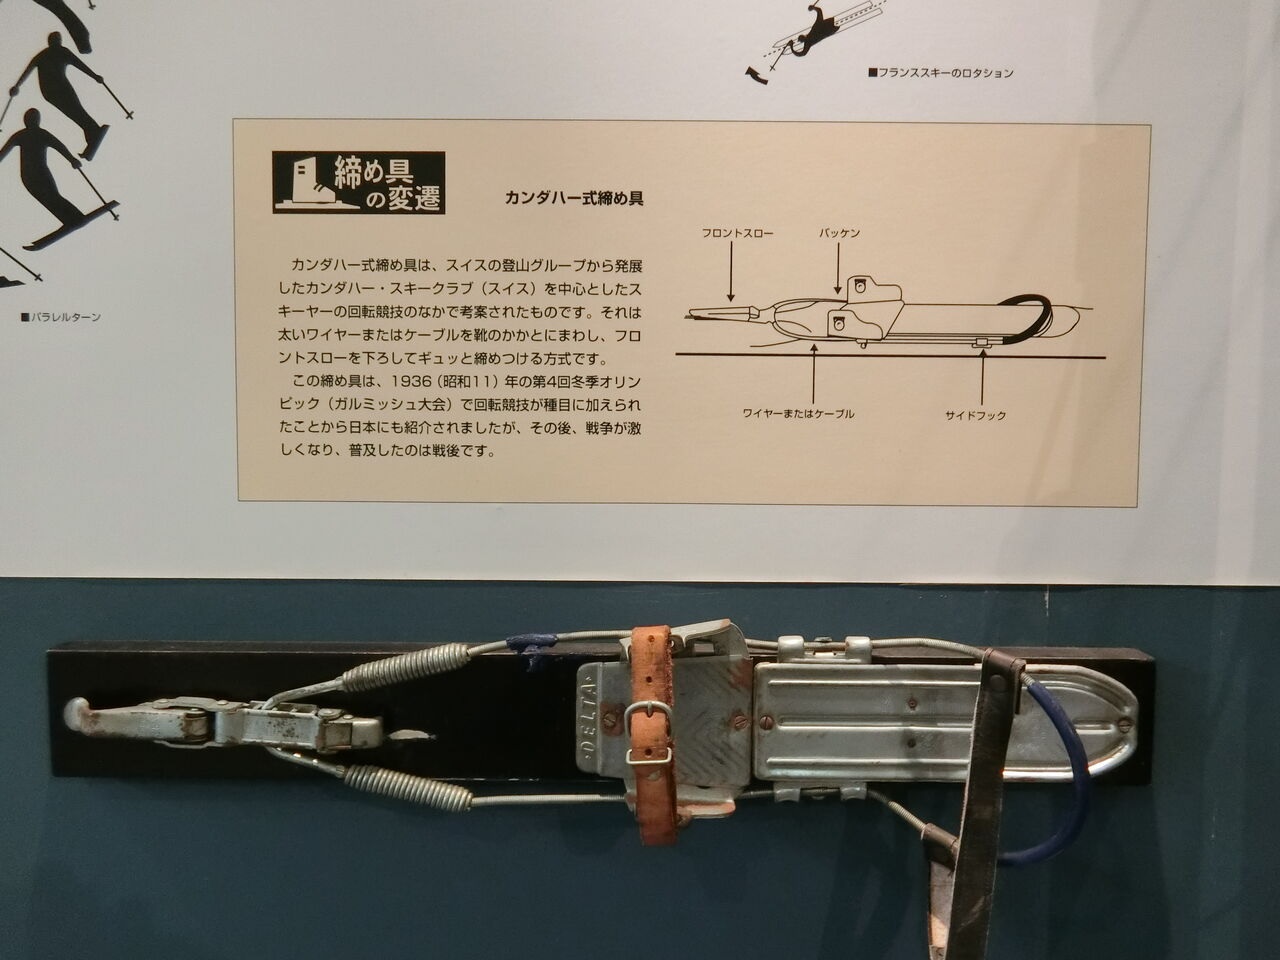 ■フランススキーのロタション
■パラレルターン
締め具
の変遷
カンダハー式締め具
カンダハー式締め具は、スイスの登山グループから発展
したカンダハー・スキークラブ（スイス）を中心としたス
キーヤーの回転競技のなかで考案されたものです。それは
太いワイヤーまたはケーブルを靴のかかとにまわし、フロ
ントスローを下ろしてギュッと締めつける方式です。
この締め具は、1936（昭和11）年の第4回冬季オリン
ピック（ガルミッシュ大会）で回転競技が種目に加えられ
たことから日本にも紹介されましたが、その後、戦争が激
しくなり、普及したのは戦後です。
フロントスロー
バッケン
ワイヤーまたはケーブル
サイドフック
・DELTA・